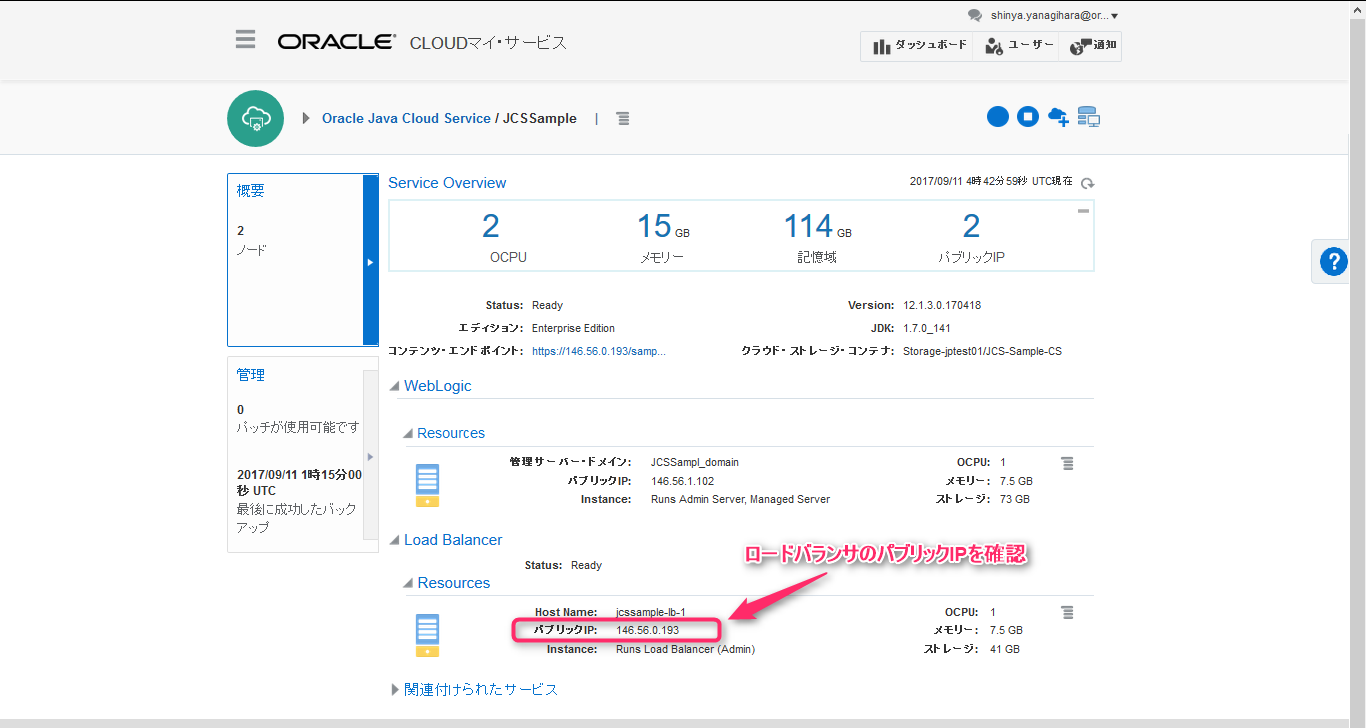 shinya.yanagihara@or...
ORACLE CLOUDマイ・サービス
ダッシュボード ユーザー 通知
Oracle Java Cloud Service / JCSSample |
概要
2
ノード
管理
0
パッチが使用可能です
2017/09/11 1時15分00
秒 UTC
最後に成功したバック
アップ
Service Overview 2017/09/11 4時42分59秒 UTC現在
2 15 GB 114 GB 2
OCPU メモリー 記憶域 パブリックIP
Status: Ready Version: 12.1.3.0.170418
エディション: Enterprise Edition JDK: 1.7.0_141
コンテンツ・エンドポイント: https://146.56.0.193/samp... クラウド・ストレージ・コンテナ: Storage-jptest01/JCS-Sample-CS
WebLogic
Resources
管理サーバー・ドメイン: JCSSampl_domain OCPU: 1
パブリックIP: 146.56.1.102 メモリー: 7.5 GB
Instance: Runs Admin Server, Managed Server ストレージ: 73 GB
Load Balancer
ロードバランサのパブリックIPを確認
Status: Ready
Resources
Host Name: jcssample-lb-1 OCPU: 1
パブリックIP: 146.56.0.193 メモリー: 7.5 GB
Instance: Runs Load Balancer (Admin) ストレージ: 41 GB
関連付けられたサービス
?